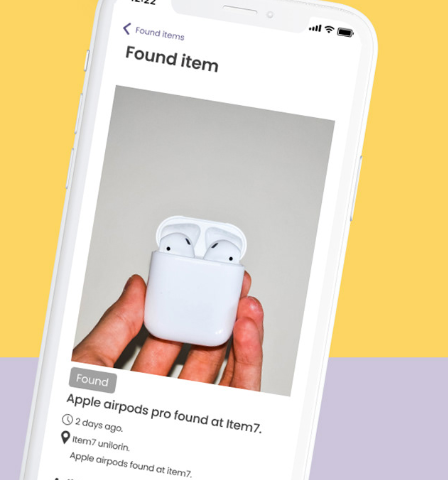 12:22
Found items
Found item
Found
Apple airpods pro found at Item7.
2 days ago.
Item7 unilorin.
Apple airpods found at item7.